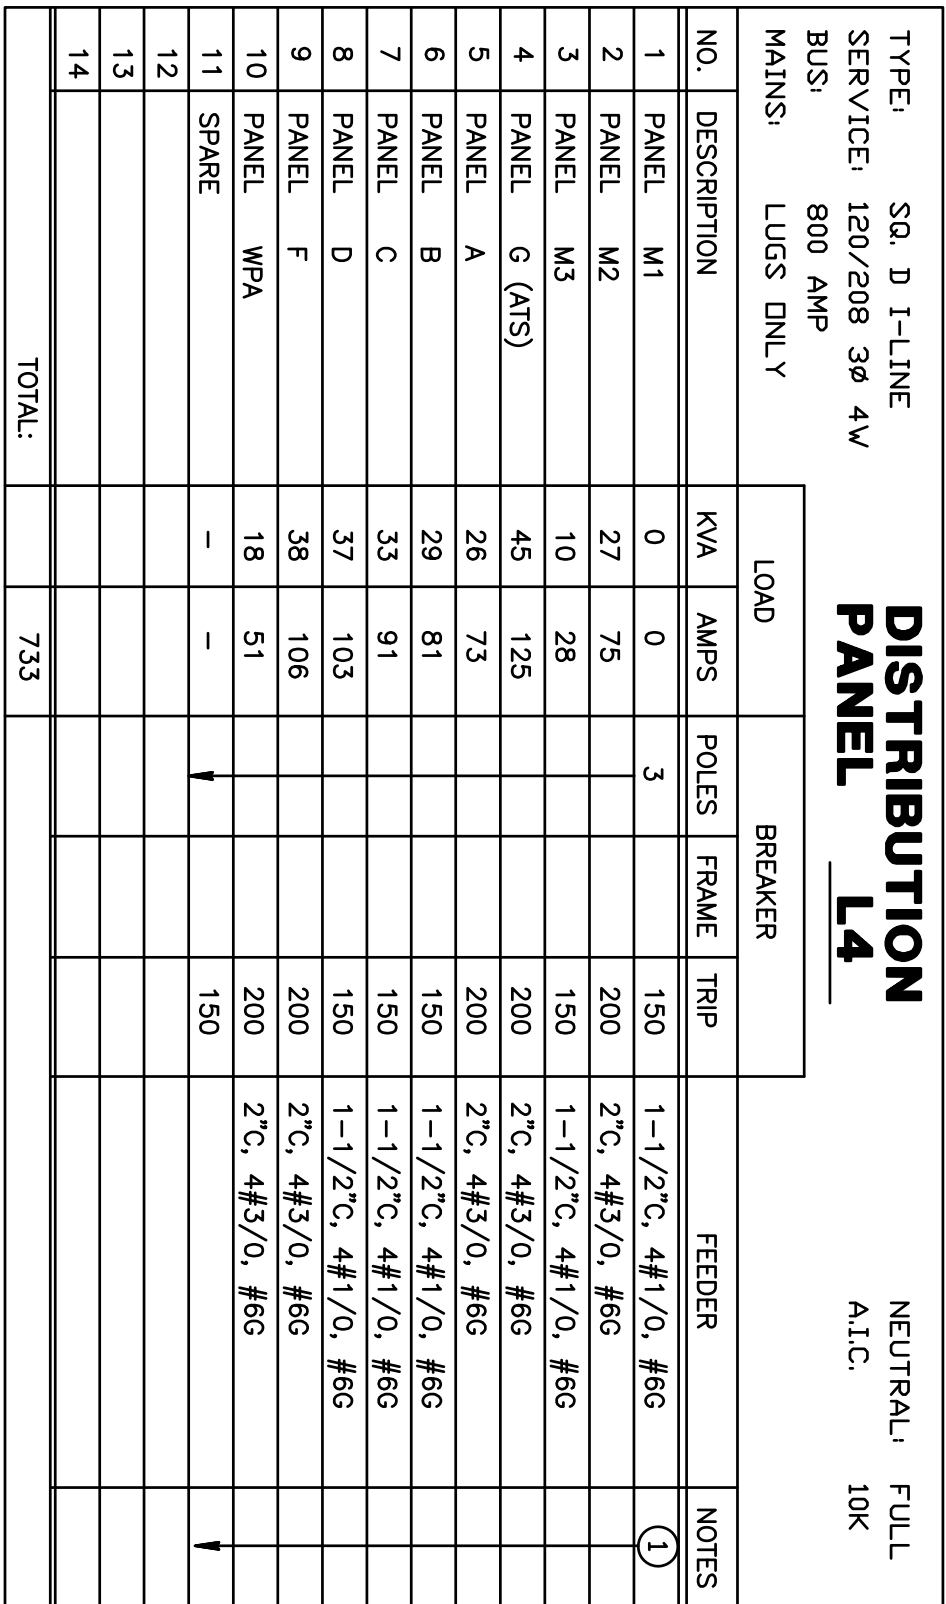 DISTRIBUTION
PANEL L4
TYPE: SQ. D I-LINE
SERVICE: 120/208 3Ø 4W
BUS: 800 AMP
MAINS: LUGS ONLY
NEUTRAL: FULL
A.I.C. 10K
LOAD BREAKER
NO. DESCRIPTION KVA AMPS POLES FRAME TRIP FEEDER NOTES
1 PANEL M1 0 0 3 150 1-1/2"C, 4#1/0, #6G 1
2 PANEL M2 27 75 200 2"C, 4#3/0, #6G
3 PANEL M3 10 28 150 1-1/2"C, 4#1/0, #6G
4 PANEL G (ATS) 45 125 200 2"C, 4#3/0, #6G
5 PANEL A 26 73 200 2"C, 4#3/0, #6G
6 PANEL B 29 81 150 1-1/2"C, 4#1/0, #6G
7 PANEL C 33 91 150 1-1/2"C, 4#1/0, #6G
8 PANEL D 37 103 150 1-1/2"C, 4#1/0, #6G
9 PANEL F 38 106 200 2"C, 4#3/0, #6G
10 PANEL WPA 18 51 200 2"C, 4#3/0, #6G
11 SPARE - - 150
12
13
14
TOTAL: 733